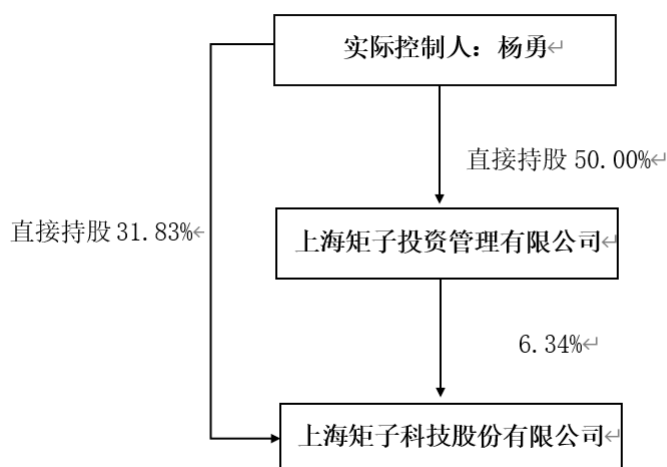 实际控制人：杨勇
直接持股 50.00%
直接持股 31.83%
上海矩子投资管理有限公司
6.34%
上海矩子科技股份有限公司